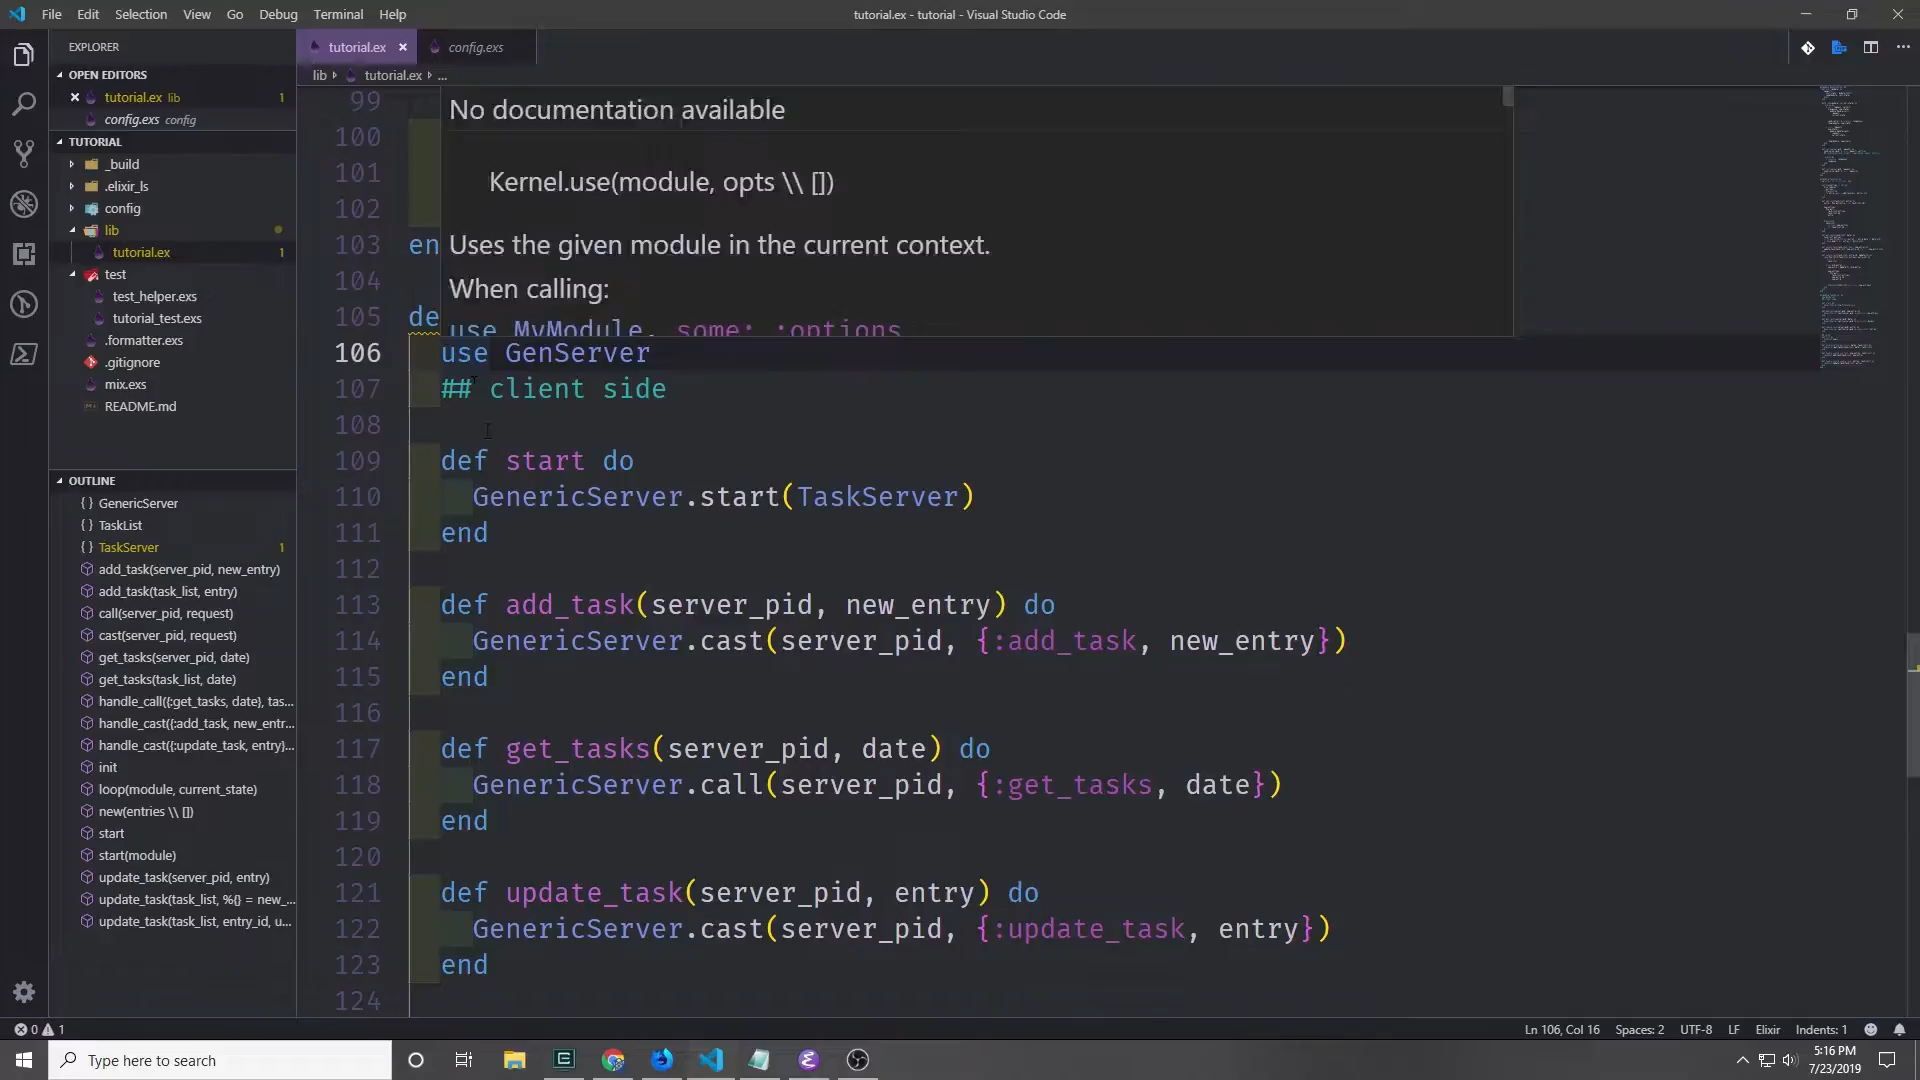 File Edit Selection View Go Debug Terminal Help
tutorial.ex - tutorial - Visual Studio Code
EXPLORER
OPEN EDITORS
tutorial.ex lib 1
config.exs config
TUTORIAL
_build
.elixir_ls
config
lib
tutorial.ex 1
test
test_helper.exs
tutorial_test.exs
.formatter.exs
.gitignore
mix.exs
README.md
OUTLINE
{} GenericServer
{} TaskList
{} TaskServer 1
add_task(server_pid, new_entry)
add_task(task_list, entry)
call(server_pid, request)
cast(server_pid, request)
get_tasks(server_pid, date)
get_tasks(task_list, date)
handle_call({:get_tasks, date}, tas...
handle_cast({:add_task, new_entr...
handle_cast({:update_task, entry}...
init
loop(module, current_state)
new(entries \\ [])
start
start(module)
update_task(server_pid, entry)
update_task(task_list, %{} = new_...
update_task(task_list, entry_id, u...
tutorial.ex config.exs
lib tutorial.ex ...
No documentation available
Kernel.use(module, opts \\ [])
Uses the given module in the current context.
When calling:
use MyModule, some: :options
99
100
101
102
103 en
104
105 de
106 use GenServer
107 ## client side
108
109 def start do
110 GenericServer.start(TaskServer)
111 end
112
113 def add_task(server_pid, new_entry) do
114 GenericServer.cast(server_pid, {:add_task, new_entry})
115 end
116
117 def get_tasks(server_pid, date) do
118 GenericServer.call(server_pid, {:get_tasks, date})
119 end
120
121 def update_task(server_pid, entry) do
122 GenericServer.cast(server_pid, {:update_task, entry})
123 end
124
0 1
Ln 106, Col 16 Spaces: 2 UTF-8 LF Elixir Indents: 1
Type here to search
5:16 PM
7/23/2019